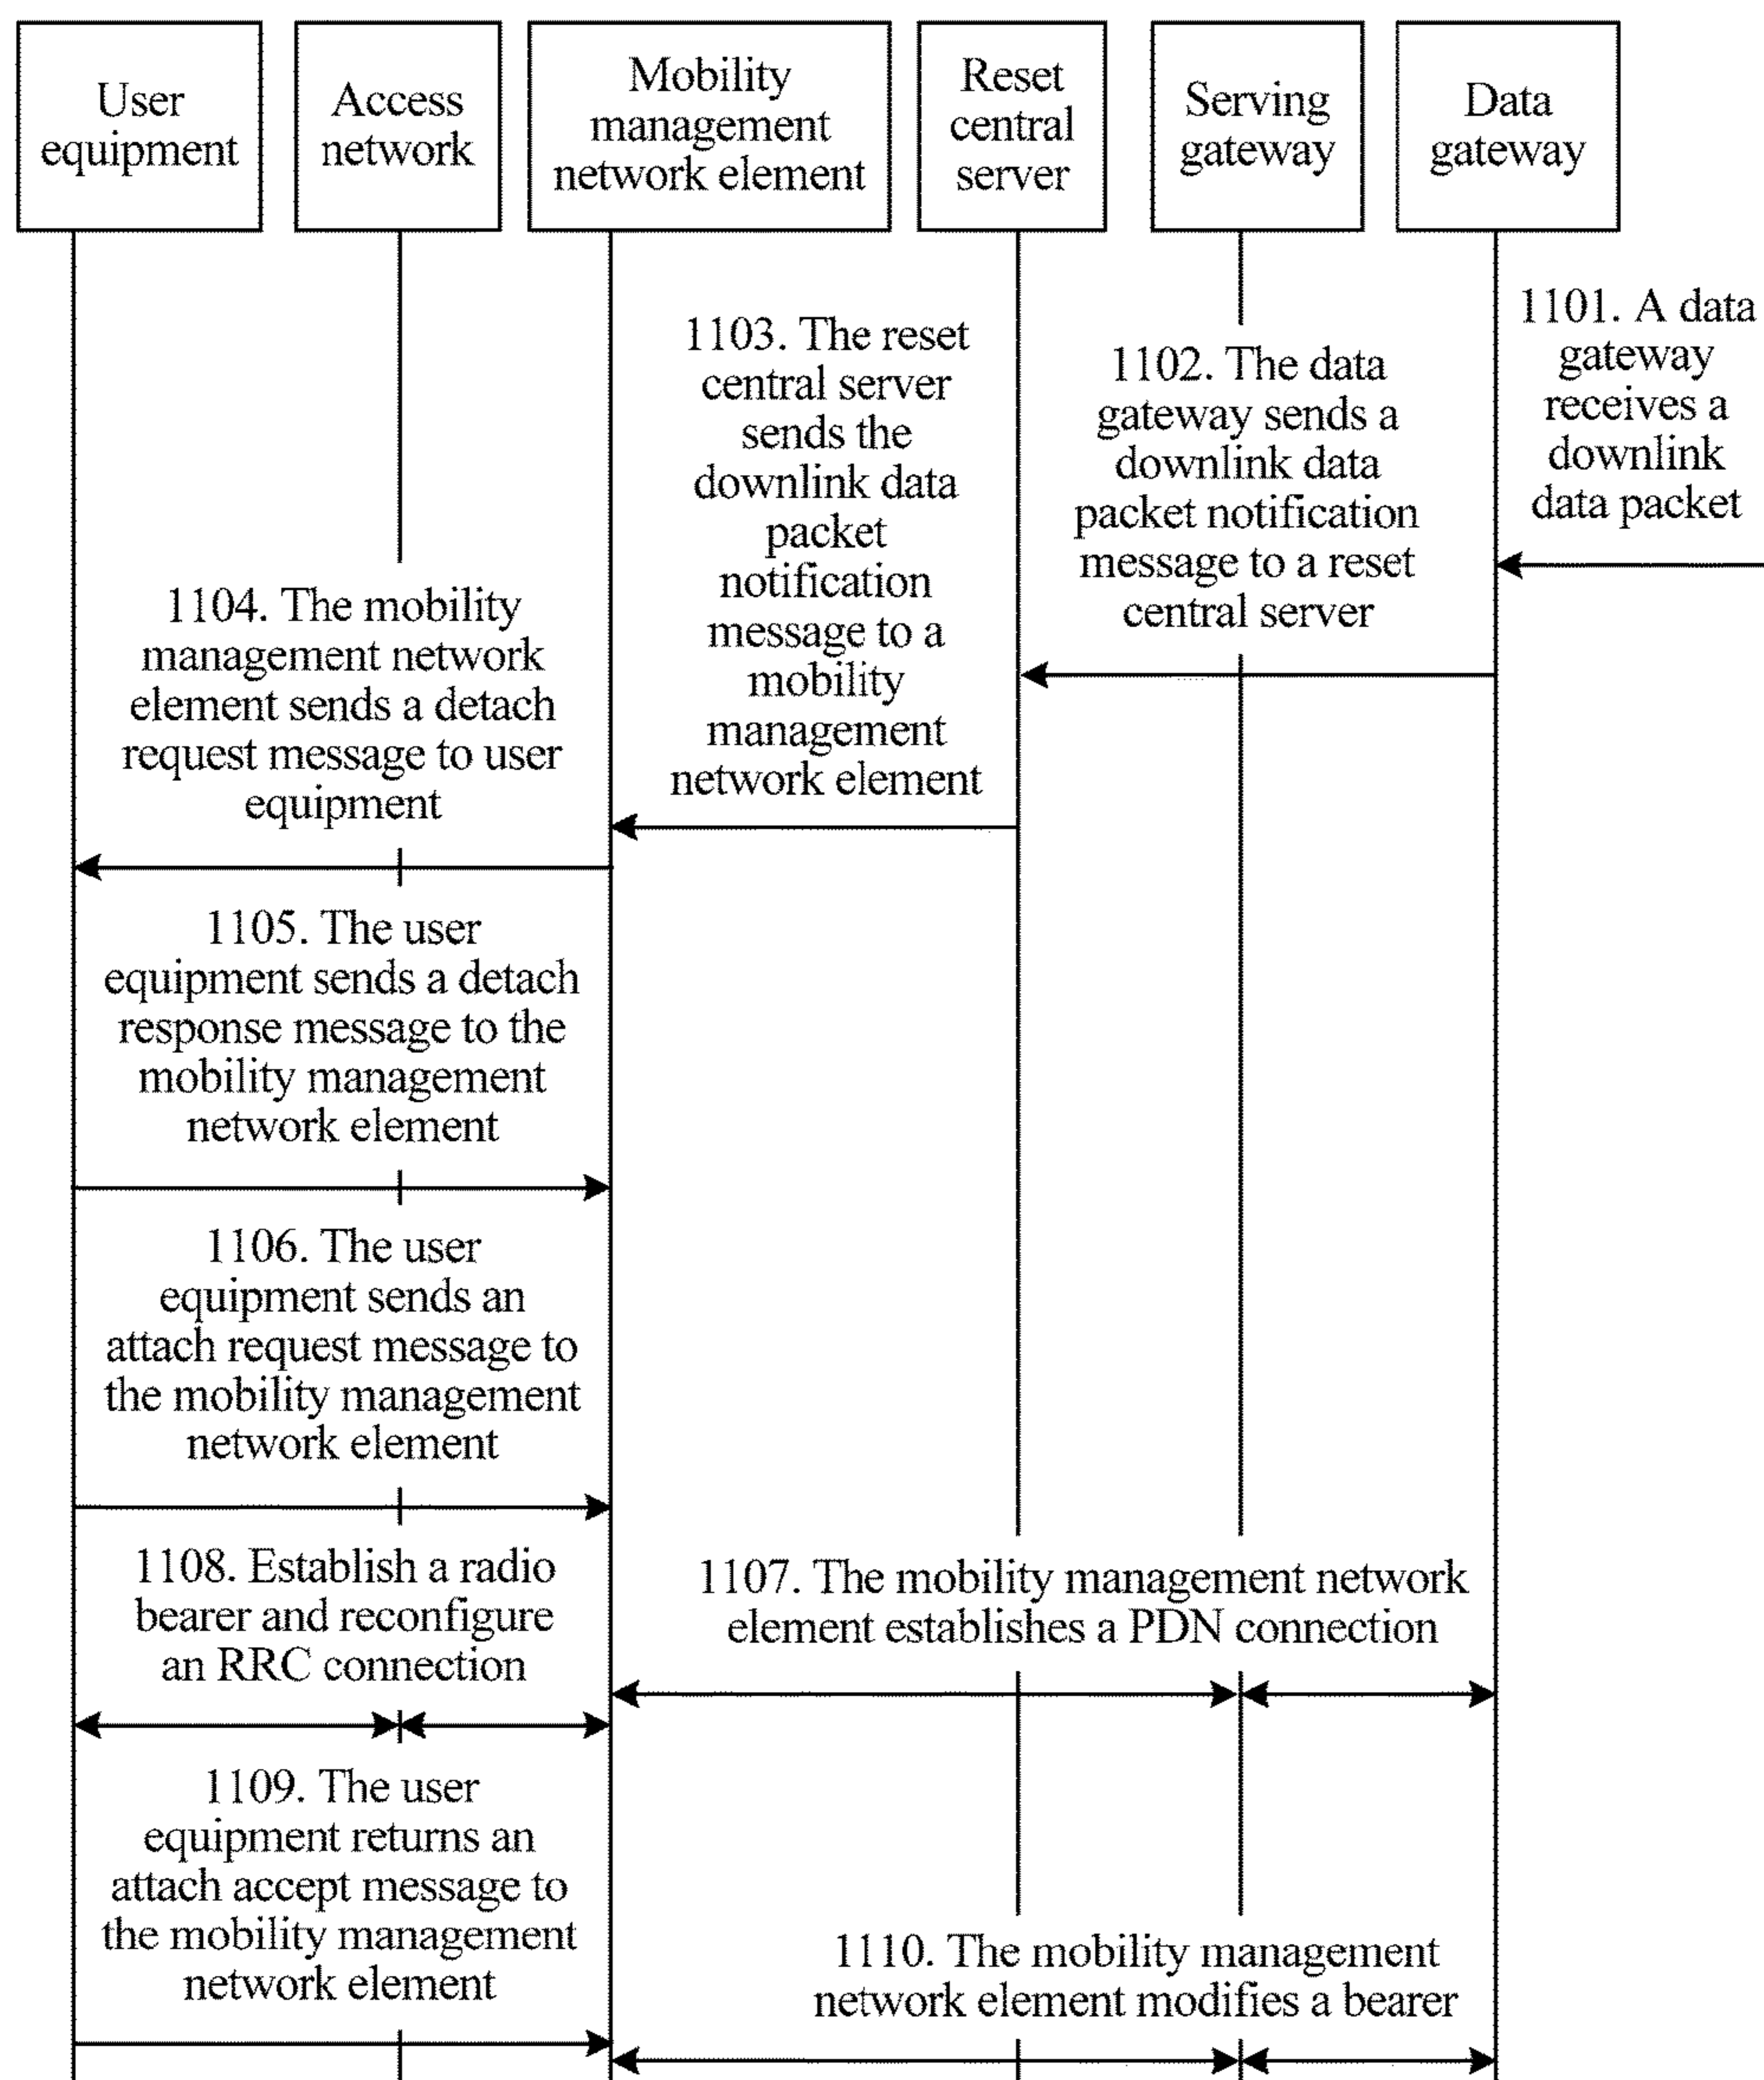 User
equipment
Access
network
Mobility
management
network element
Reset
central
server
Serving
gateway
Data
gateway
1101. A data
gateway
receives a
downlink
data packet
1102. The data
gateway sends a
downlink data
packet notification
message to a reset
central server
1103. The reset
central server
sends the
downlink data
packet
notification
message to a
mobility
management
network element
1104. The mobility
management network
element sends a detach
request message to user
equipment
1105. The user
equipment sends a detach
response message to the
mobility management
network element
1106. The user
equipment sends an
attach request message to
the mobility management
network element
1107. The mobility management network
element establishes a PDN connection
1108. Establish a radio
bearer and reconfigure
an RRC connection
1109. The user
equipment returns an
attach accept message to
the mobility management
network element
1110. The mobility management
network element modifies a bearer